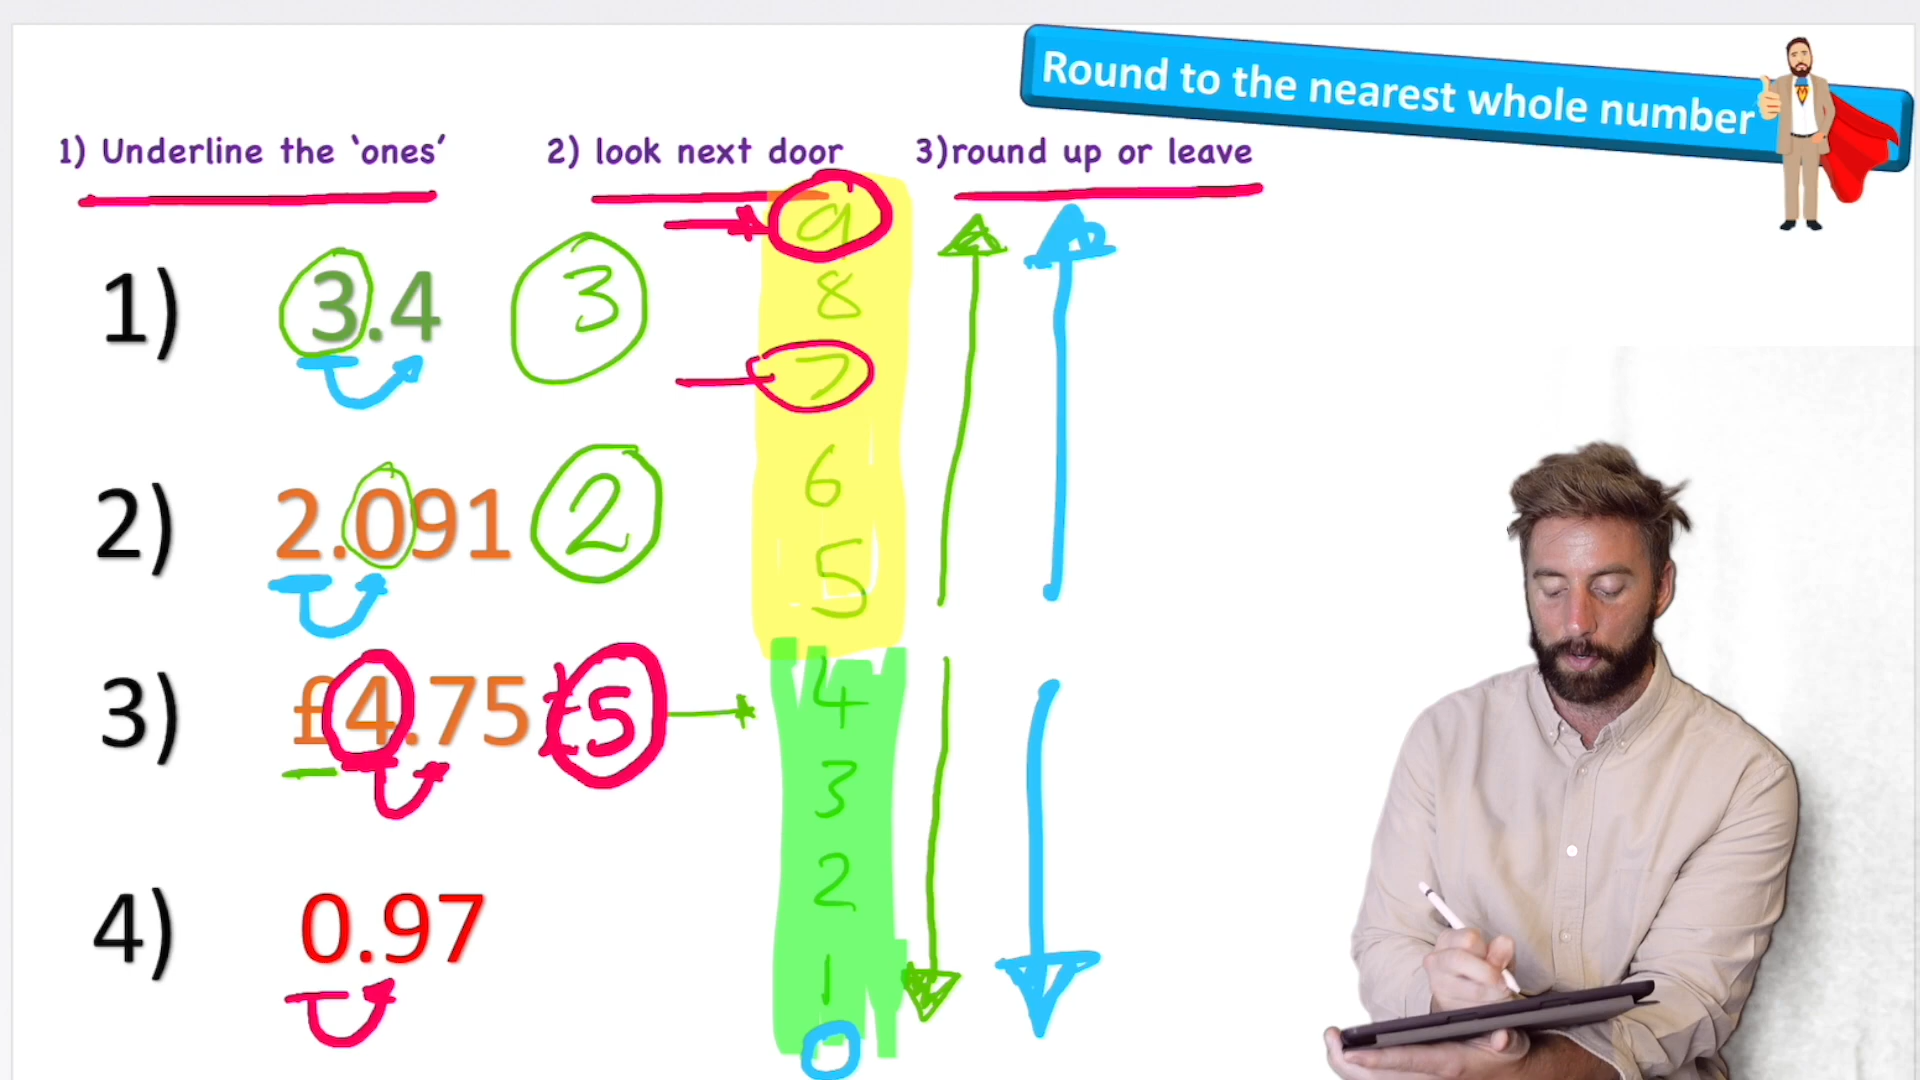 Round to the nearest whole number
1) Underline the ‘ones’ 2) look next door 3)round up or leave
9
1) 3.4 3 8
7
6
2) 2.091 2
5
4
3) £4.75 £5
3
2
4) 0.97
1
0